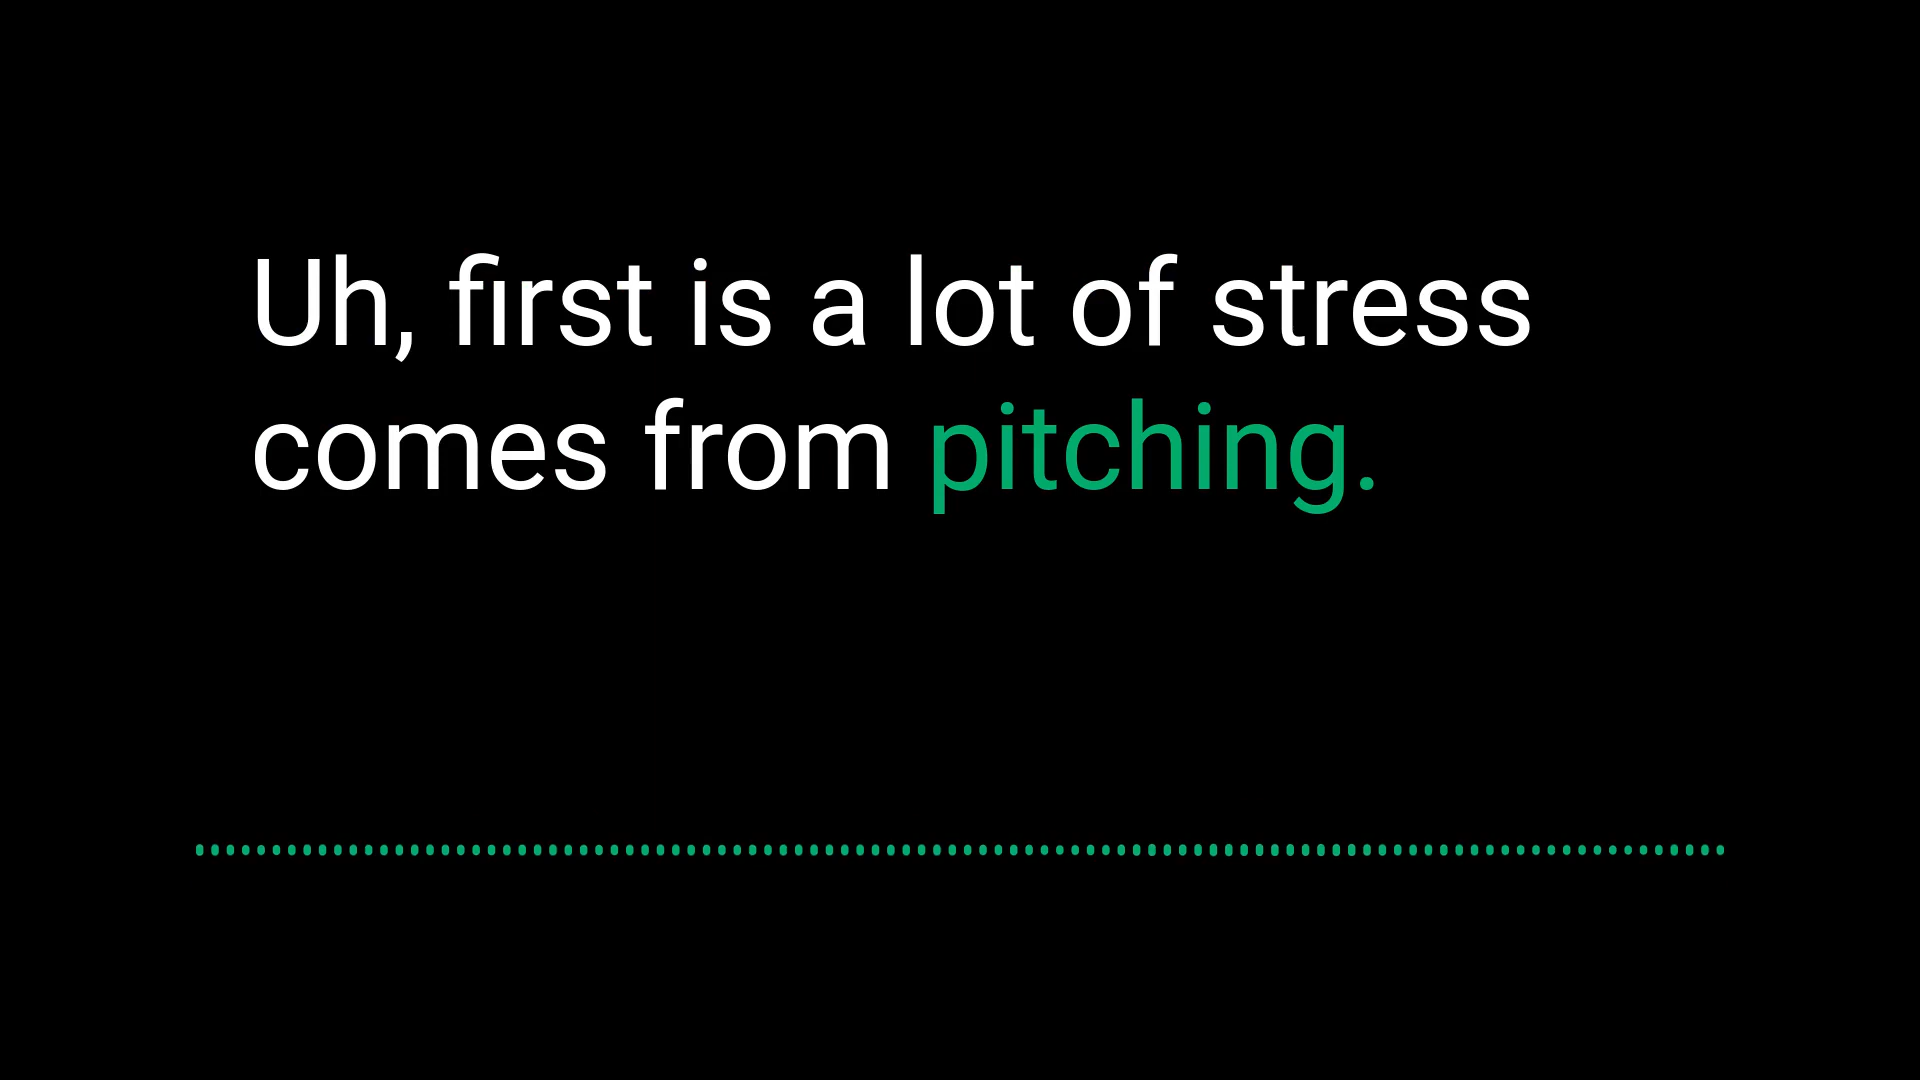 Uh, first is a lot of stress
comes from pitching.